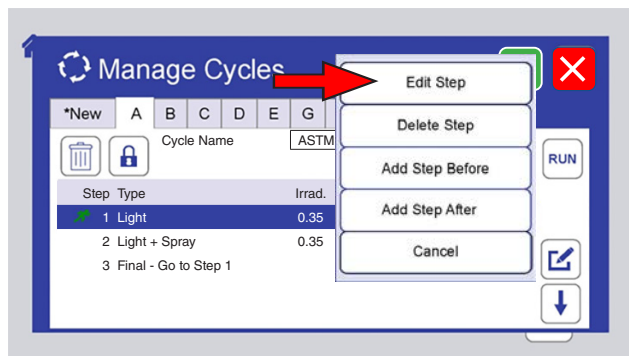 Manage Cycles
*New A B C D E G
Cycle Name ASTM
RUN
Step Type Irrad.
1 Light 0.35
2 Light + Spray 0.35
3 Final - Go to Step 1
Edit Step
Delete Step
Add Step Before
Add Step After
Cancel